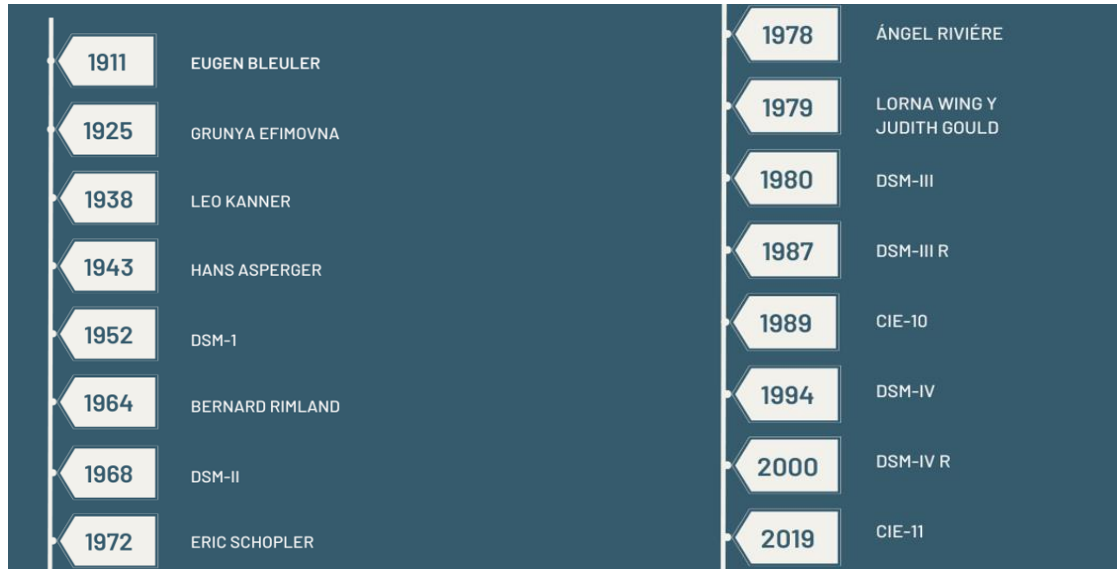 1911
EUGEN BLEULER
1925
GRUNYA EFIMOVNA
1938
LEO KANNER
1943
HANS ASPERGER
1952
DSM-1
1964
BERNARD RIMLAND
1968
DSM-II
1972
ERIC SCHOPLER
1978
ÁNGEL RIVIÉRE
1979
LORNA WING Y
JUDITH GOULD
1980
DSM-III
1987
DSM-III R
1989
CIE-10
1994
DSM-IV
2000
DSM-IV R
2019
CIE-11